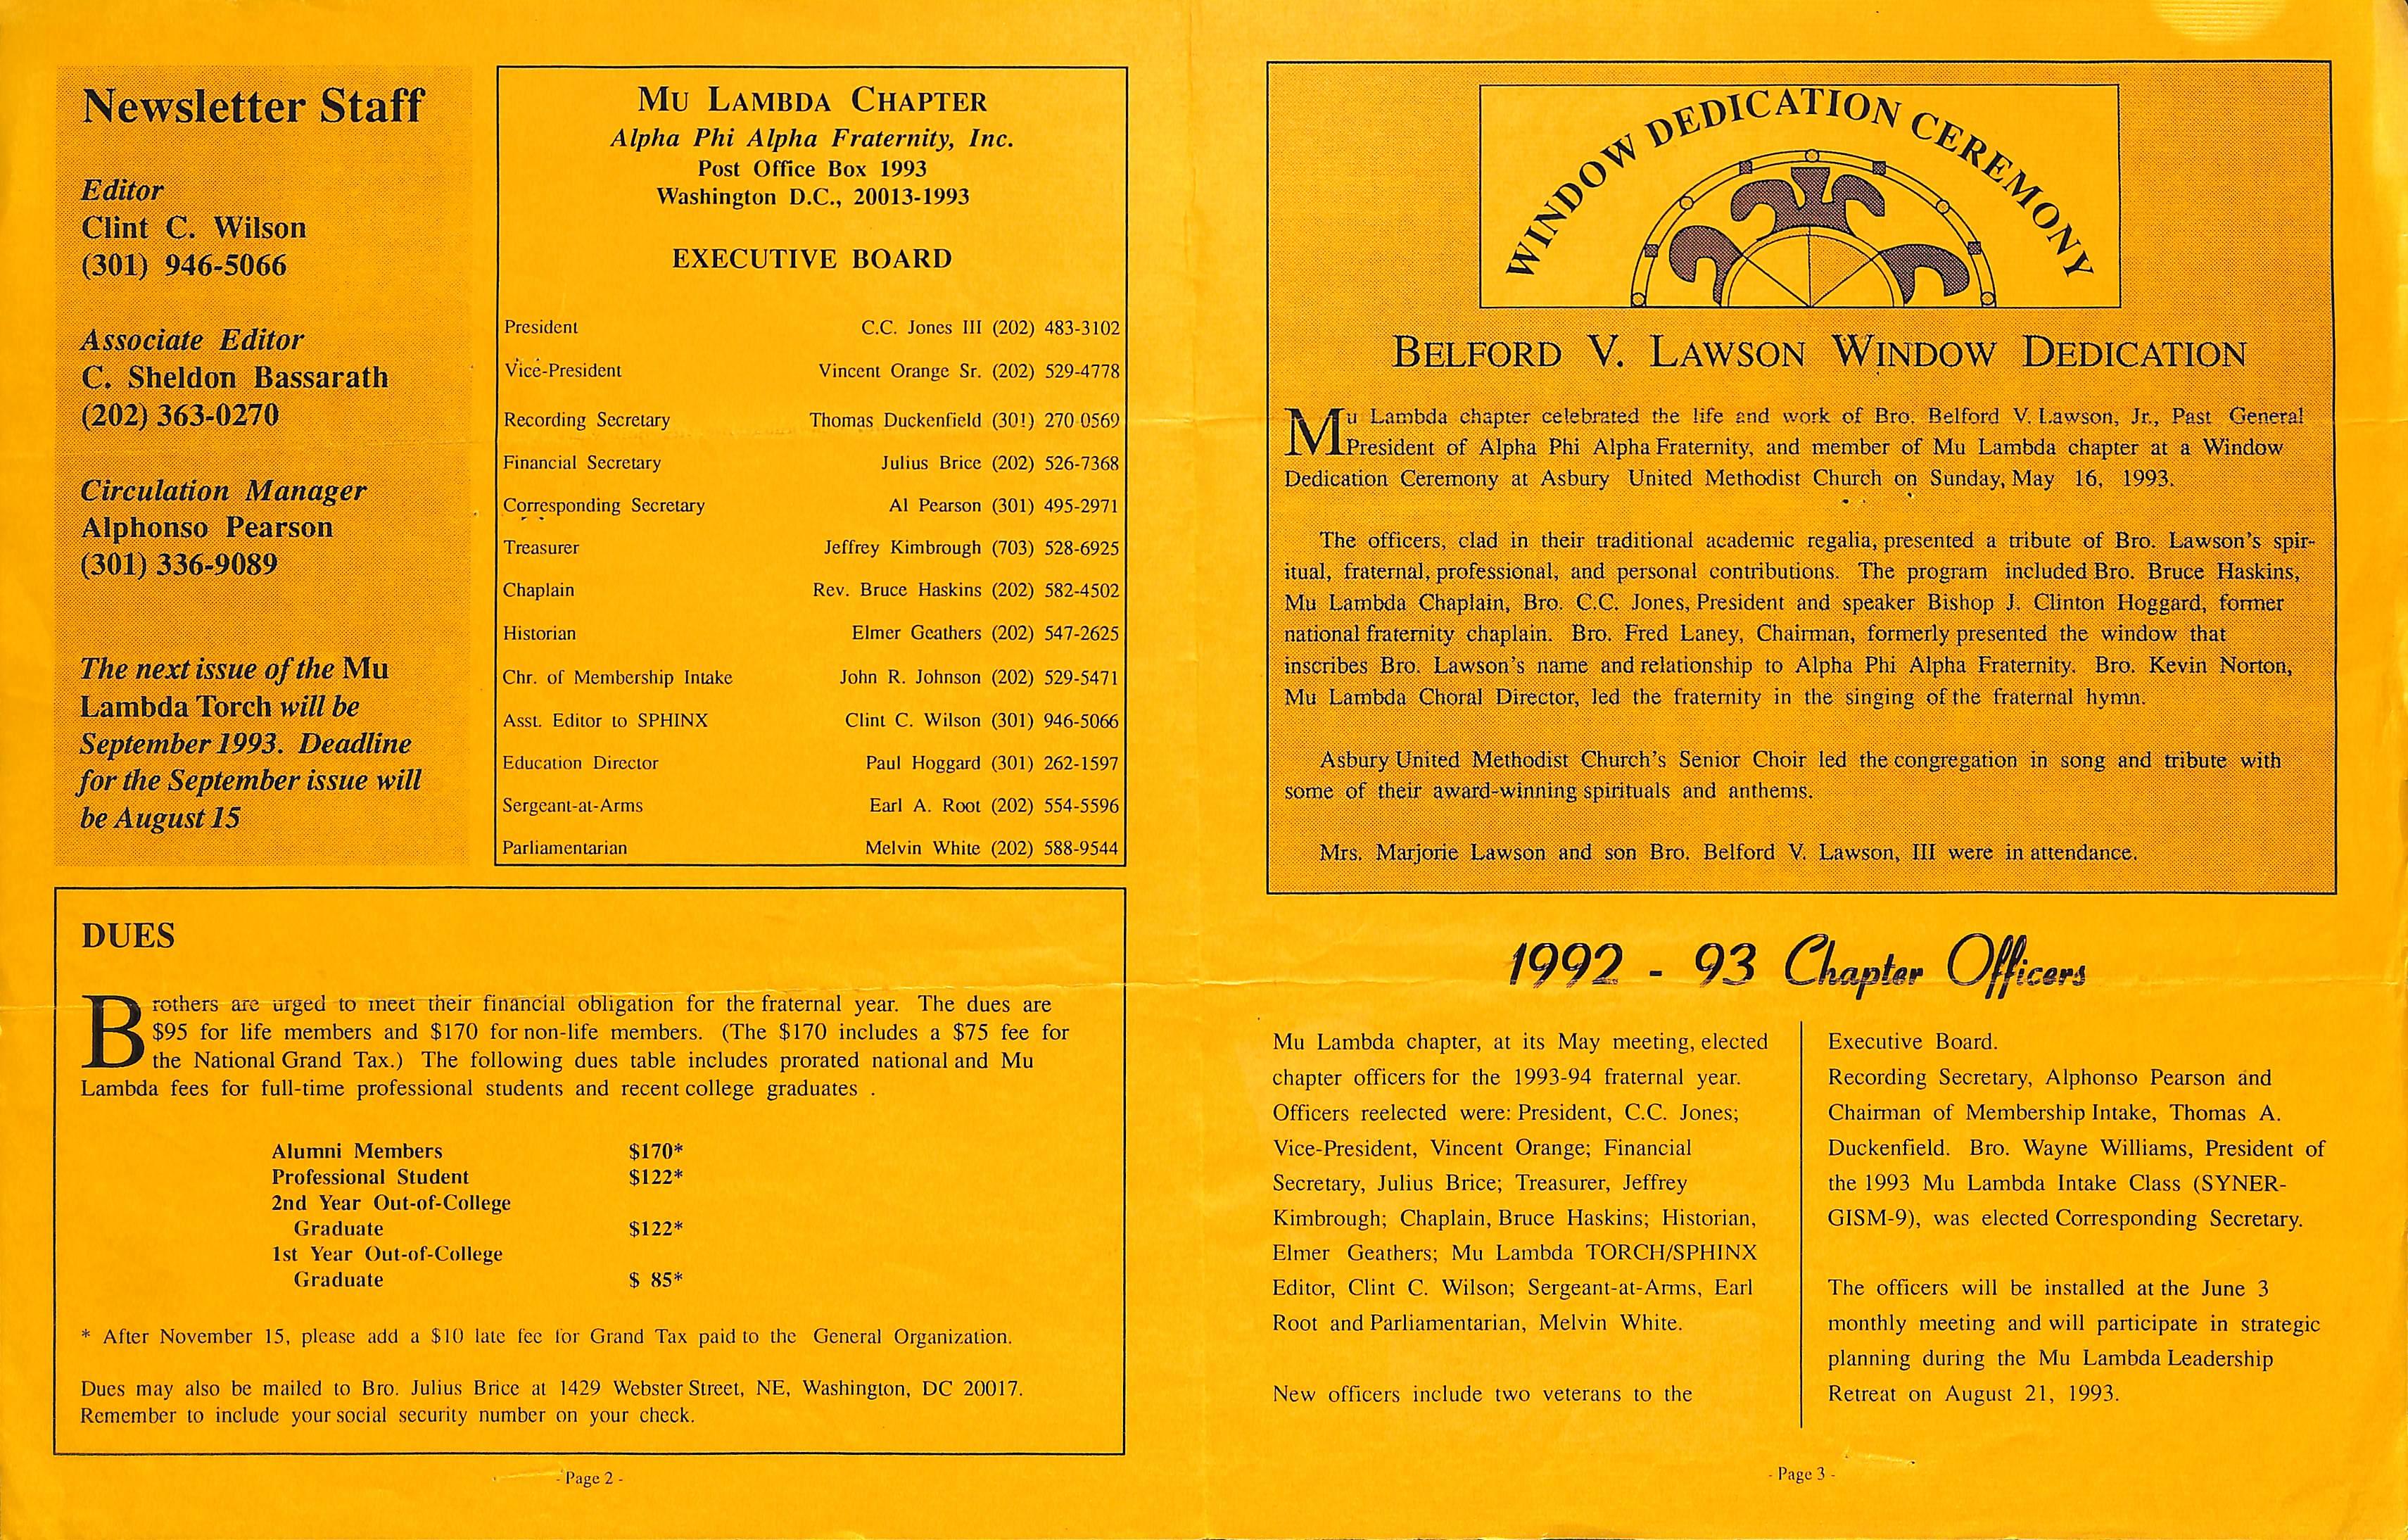 Newsletter Staff
Editor
Clint C. Wilson
(301) 946-5066
Associate Editor
C. Sheldon Bassarath
(202) 363-0270
Circulation Manager
Alphonso Pearson
(301) 336-9089
The next issue of the Mu
Lambda Torch will be
September 1993. Deadline
for the September issue will
be August 15
MU LAMBDA CHAPTER
Alpha Phi Alpha Fraternity, Inc.
Post Office Box 1993
Washington D.C., 20013-1993
EXECUTIVE BOARD
President C.C. Jones III (202) 483-3102
Vice-President Vincent Orange Sr. (202) 529-4778
Recording Secretary Thomas Duckenfield (301) 270-0569
Financial Secretary Julius Brice (202) 526-7368
Corresponding Secretary Al Pearson (301) 495-2971
Treasurer Jeffrey Kimbrough (703) 528-6925
Chaplain Rev. Bruce Haskins (202) 582-4502
Historian Elmer Geathers (202) 547-2625
Chr. of Membership Intake John R. Johnson (202) 529-5471
Asst. Editor to SPHINX Clint C. Wilson (301) 946-5066
Education Director Paul Hoggard (301) 262-1597
Sergeant-at-Arms Earl A. Root (202) 554-5596
Parliamentarian Melvin White (202) 588-9544
DUES
Brothers are urged to meet their financial obligation for the fraternal year. The dues are
$95 for life members and $170 for non-life members. (The $170 includes a $75 fee for
the National Grand Tax.) The following dues table includes prorated national and Mu
Lambda fees for full-time professional students and recent college graduates .
Alumni Members $170*
Professional Student $122*
2nd Year Out-of-College
Graduate $122*
1st Year Out-of-College
Graduate $ 85*
* After November 15, please add a $10 late fee for Grand Tax paid to the General Organization.
Dues may also be mailed to Bro. Julius Brice at 1429 Webster Street, NE, Washington, DC 20017.
Remember to include your social security number on your check.
- Page 2 -
WINDOW DEDICATION CEREMONY
BELFORD V. LAWSON WINDOW DEDICATION
Mu Lambda chapter celebrated the life and work of Bro. Belford V. Lawson, Jr., Past General
President of Alpha Phi Alpha Fraternity, and member of Mu Lambda chapter at a Window
Dedication Ceremony at Asbury United Methodist Church on Sunday, May 16, 1993.
The officers, clad in their traditional academic regalia, presented a tribute of Bro. Lawson's spir-
itual, fraternal, professional, and personal contributions. The program included Bro. Bruce Haskins,
Mu Lambda Chaplain, Bro. C.C. Jones, President and speaker Bishop J. Clinton Hoggard, former
national fraternity chaplain. Bro. Fred Laney, Chairman, formerly presented the window that
inscribes Bro. Lawson's name and relationship to Alpha Phi Alpha Fraternity. Bro. Kevin Norton,
Mu Lambda Choral Director, led the fraternity in the singing of the fraternal hymn.
Asbury United Methodist Church's Senior Choir led the congregation in song and tribute with
some of their award-winning spirituals and anthems.
Mrs. Marjorie Lawson and son Bro. Belford V. Lawson, III were in attendance.
1992 - 93 Chapter Officers
Mu Lambda chapter, at its May meeting, elected
chapter officers for the 1993-94 fraternal year.
Officers reelected were: President, C.C. Jones;
Vice-President, Vincent Orange; Financial
Secretary, Julius Brice; Treasurer, Jeffrey
Kimbrough; Chaplain, Bruce Haskins; Historian,
Elmer Geathers; Mu Lambda TORCH/SPHINX
Editor, Clint C. Wilson; Sergeant-at-Arms, Earl
Root and Parliamentarian, Melvin White.
New officers include two veterans to the
Executive Board.
Recording Secretary, Alphonso Pearson and
Chairman of Membership Intake, Thomas A.
Duckenfield. Bro. Wayne Williams, President of
the 1993 Mu Lambda Intake Class (SYNER-
GISM-9), was elected Corresponding Secretary.
The officers will be installed at the June 3
monthly meeting and will participate in strategic
planning during the Mu Lambda Leadership
Retreat on August 21, 1993.
- Page 3 -